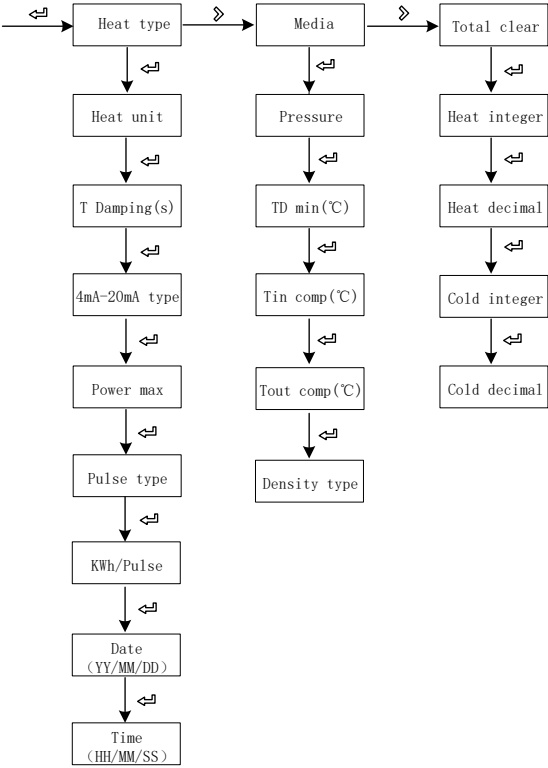 Heat type
Heat unit
T Damping(s)
4mA-20mA type
Power max
Pulse type
KWh/Pulse
Date
(YY/MM/DD)
Time
(HH/MM/SS)
Media
Pressure
TD min(℃)
Tin comp(℃)
Tout comp(℃)
Density type
Total clear
Heat integer
Heat decimal
Cold integer
Cold decimal